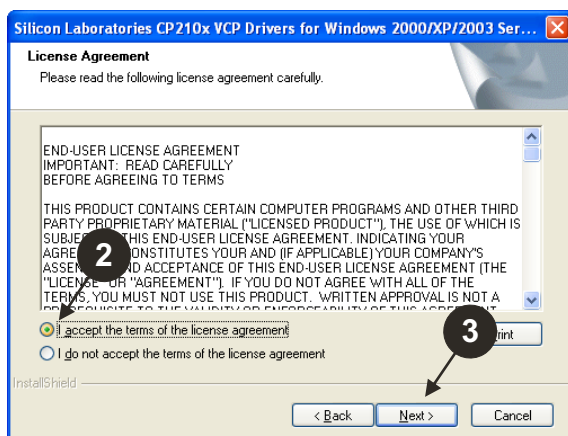 Silicon Laboratories CP210x VCP Drivers for Windows 2000/XP/2003 Ser...
License Agreement
Please read the following license agreement carefully.
END-USER LICENSE AGREEMENT
IMPORTANT: READ CAREFULLY
BEFORE AGREEING TO TERMS
THIS PRODUCT CONTAINS CERTAIN COMPUTER PROGRAMS AND OTHER THIRD
PARTY PROPRIETARY MATERIAL ("LICENSED PRODUCT"), THE USE OF WHICH IS
THIS END-USER LICENSE AGREEMENT. INDICATING YOUR
CONSTITUTES YOUR AND (IF APPLICABLE) YOUR COMPANY'S
AND ACCEPTANCE OF THIS END-USER LICENSE AGREEMENT (THE
"LICENSE" OR "AGREEMENT"). IF YOU DO NOT AGREE WITH ALL OF THE
TERMS, YOU MUST NOT USE THIS PRODUCT. WRITTEN APPROVAL IS NOT A
2
I accept the terms of the license agreement
I do not accept the terms of the license agreement
3
InstallShield
< Back
Next >
Cancel